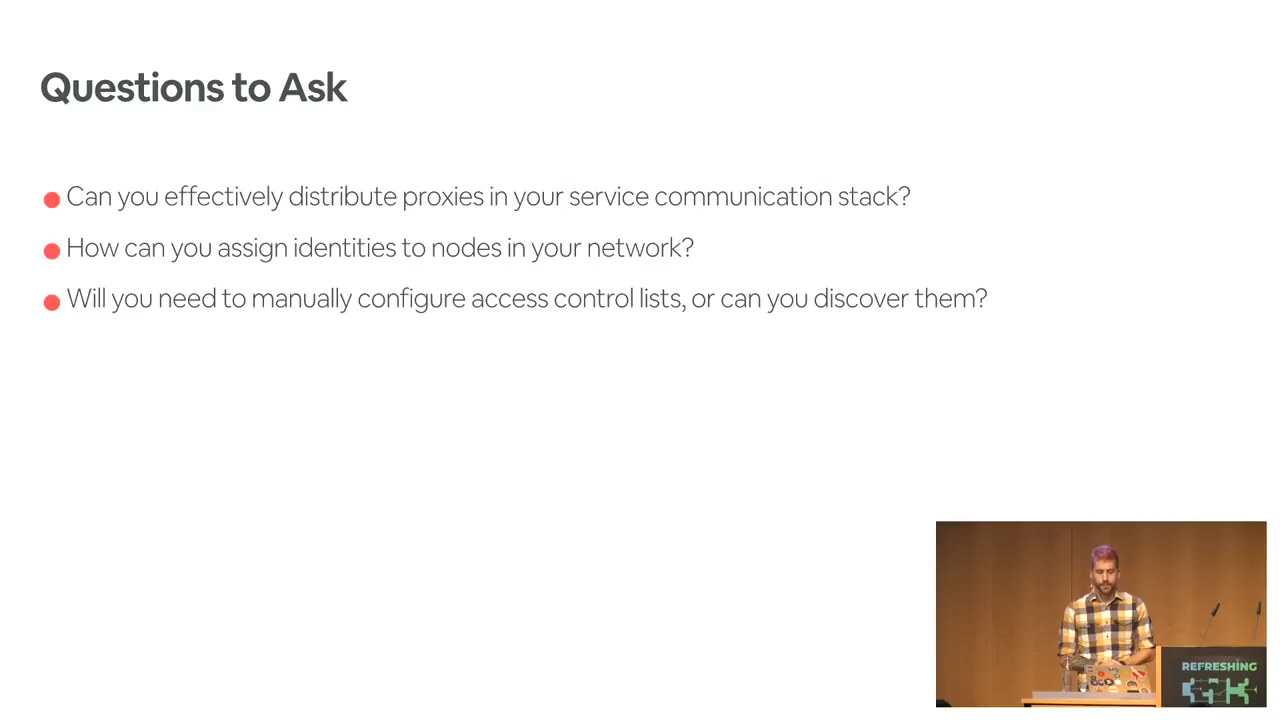 Questions to Ask
Can you effectively distribute proxies in your service communication stack?
How can you assign identities to nodes in your network?
Will you need to manually configure access control lists, or can you discover them?
REFRESHING